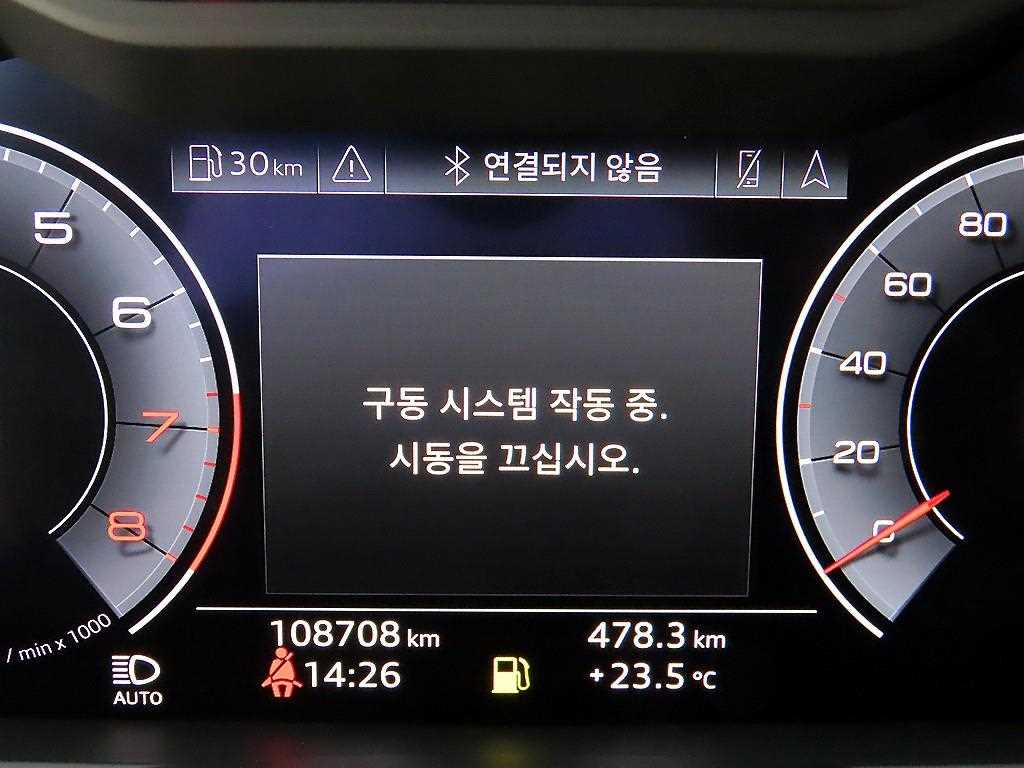 30 km
연결되지 않음
5
6
7
8
/ min x 1000
80
60
40
20
0
구동 시스템 작동 중.
시동을 끄십시오.
108708 km
478.3 km
14:26
+23.5 °C
AUTO